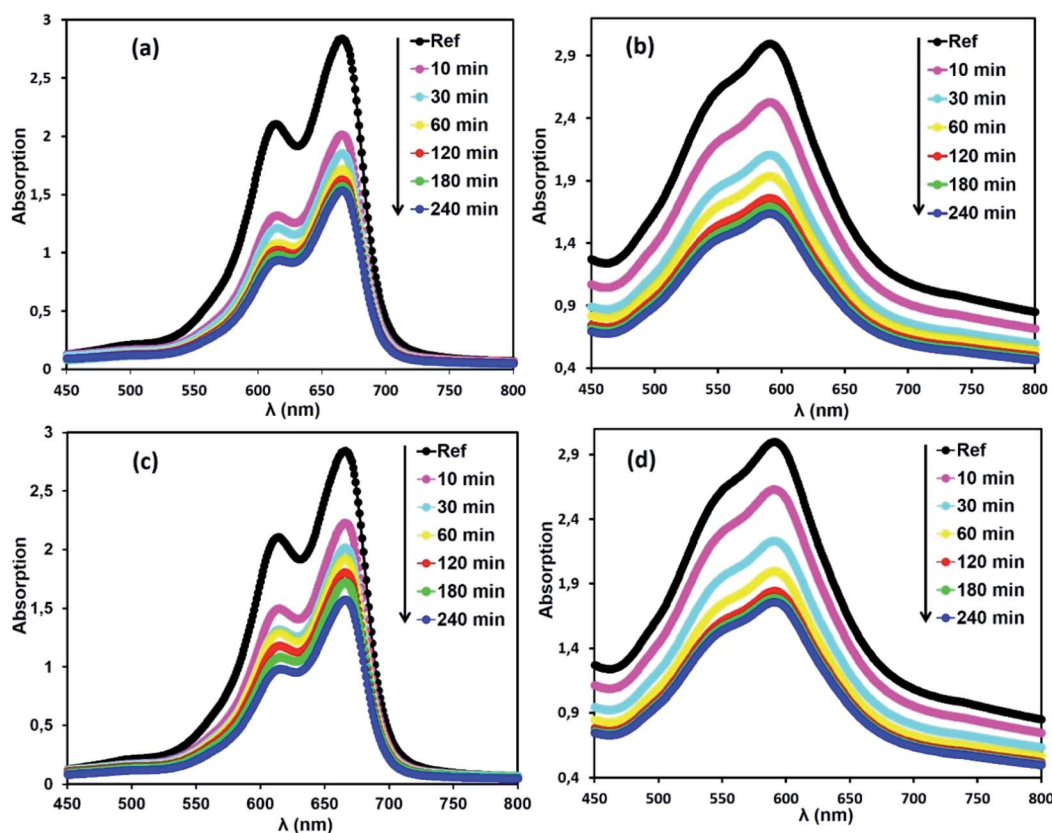 (a)
Absorption
3
2,5
2
1,5
1
0,5
0
450 500 550 600 650 700 750 800
λ (nm)
Ref
10 min
30 min
60 min
120 min
180 min
240 min
(b)
Absorption
2,9
2,4
1,9
1,4
0,9
0,4
450 500 550 600 650 700 750 800
λ (nm)
Ref
10 min
30 min
60 min
120 min
180 min
240 min
(c)
Absorption
3
2,5
2
1,5
1
0,5
0
450 500 550 600 650 700 750 800
λ (nm)
Ref
10 min
30 min
60 min
120 min
180 min
240 min
(d)
Absorption
2,9
2,4
1,9
1,4
0,9
0,4
450 500 550 600 650 700 750 800
λ (nm)
Ref
10 min
30 min
60 min
120 min
180 min
240 min